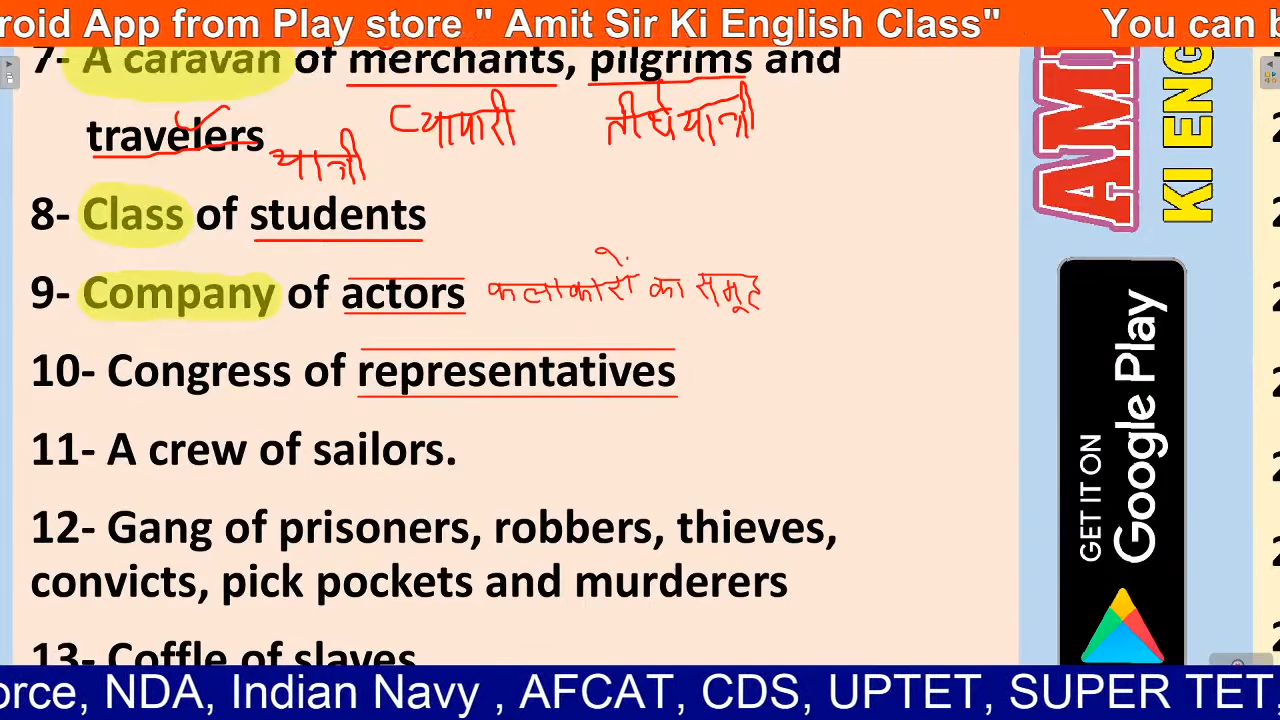 roid App from Play store " Amit Sir Ki English Class" You can b
7- A caravan of merchants, pilgrims and
व्यापारी तीर्थयात्री
travelers यात्री
8- Class of students
9- Company of actors कलाकारों का समूह
10- Congress of representatives
11- A crew of sailors.
12- Gang of prisoners, robbers, thieves,
convicts, pick pockets and murderers
13- Coffle of slaves
AMI
KI ENG
GET IT ON
Google Play
orce, NDA, Indian Navy , AFCAT, CDS, UPTET, SUPER TET,